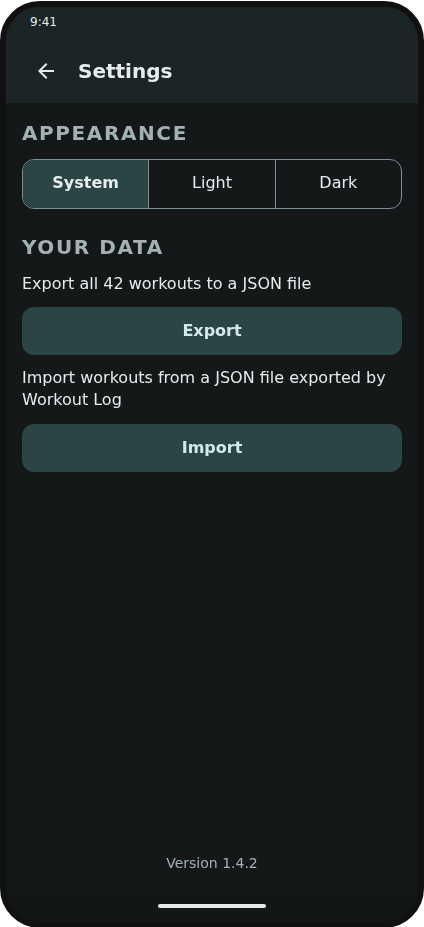 9:41
Settings
APPEARANCE
System Light Dark
YOUR DATA
Export all 42 workouts to a JSON file
Export
Import workouts from a JSON file exported by
Workout Log
Import
Version 1.4.2